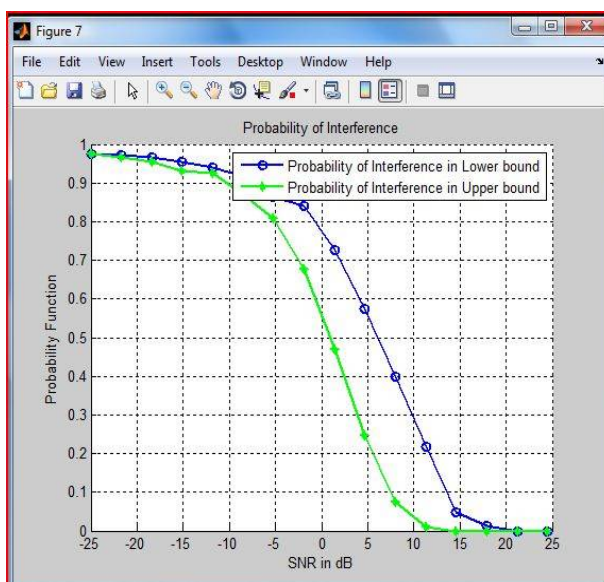 Figure 7
File Edit View Insert Tools Desktop Window Help
Probability of Interference
Probability of Interference in Lower bound
Probability of Interference in Upper bound
Probability Function
1
0.9
0.8
0.7
0.6
0.5
0.4
0.3
0.2
0.1
0
-25 -20 -15 -10 -5 0 5 10 15 20 25
SNR in dB